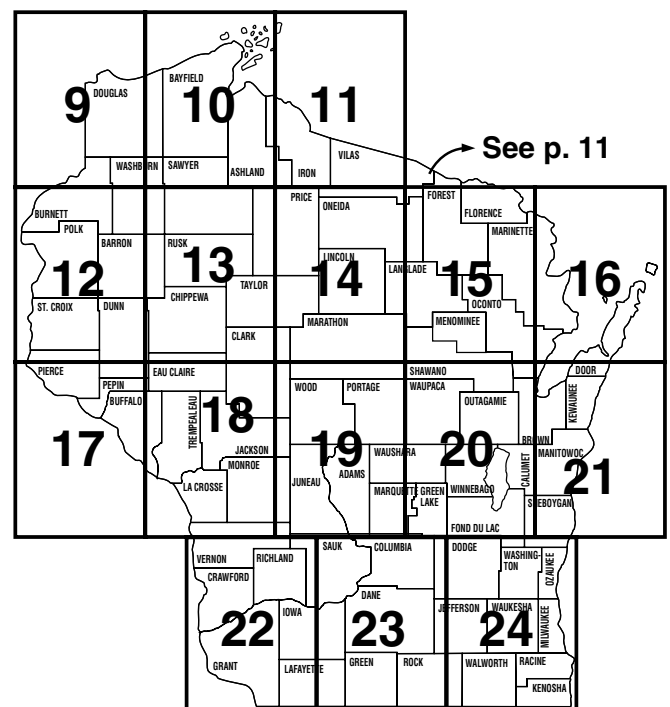 9
DOUGLAS
BAYFIELD
10
11
VILAS
See p. 11
WASHBURN
SAWYER
ASHLAND
IRON
BURNETT
POLK
BARRON
12
ST. CROIX
DUNN
RUSK
13
CHIPPEWA
TAYLOR
CLARK
PRICE
ONEIDA
LINCOLN
14
LANGLADE
MARATHON
FOREST
FLORENCE
MARINETTE
15
OCONTO
MENOMINEE
16
PIERCE
PEPIN
BUFFALO
17
EAU CLAIRE
TREMPEALEAU
18
JACKSON
MONROE
LA CROSSE
WOOD
PORTAGE
19
JUNEAU
ADAMS
WAUSHARA
MARQUETTE
SHAWANO
WAUPACA
OUTAGAMIE
20
BROWN
GREEN
LAKE
WINNEBAGO
CALUMET
FOND DU LAC
DOOR
KEWAUNEE
MANITOWOC
21
SHEBOYGAN
VERNON
CRAWFORD
RICHLAND
22
IOWA
GRANT
LAFAYETTE
SAUK
COLUMBIA
DANE
23
GREEN
ROCK
DODGE
WASHING-
TON
OZAUKEE
JEFFERSON
WAUKESHA
MILWAUKEE
24
WALWORTH
RACINE
KENOSHA